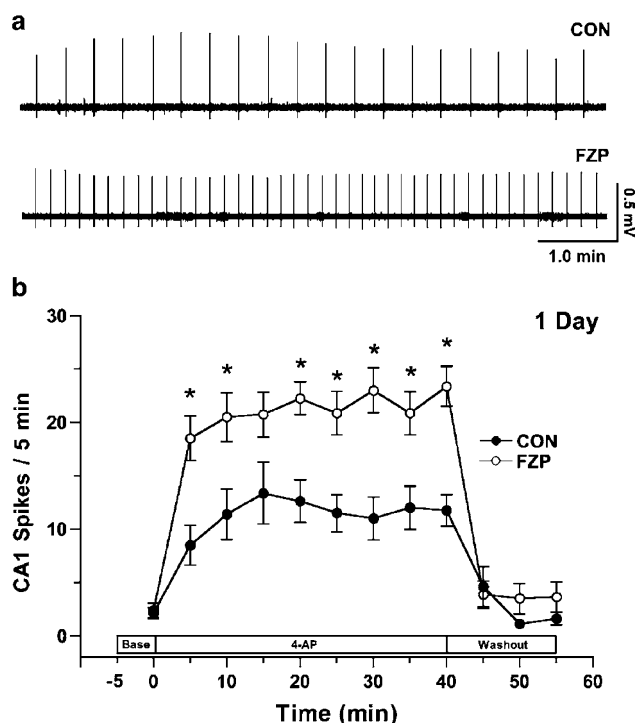 a
CON
FZP
0.5 mV
1.0 min
b
1 Day
30
20
10
0
CA1 Spikes / 5 min
*
*
*
*
*
*
*
CON
FZP
Base
4-AP
Washout
-5 0 10 20 30 40 50 60
Time (min)